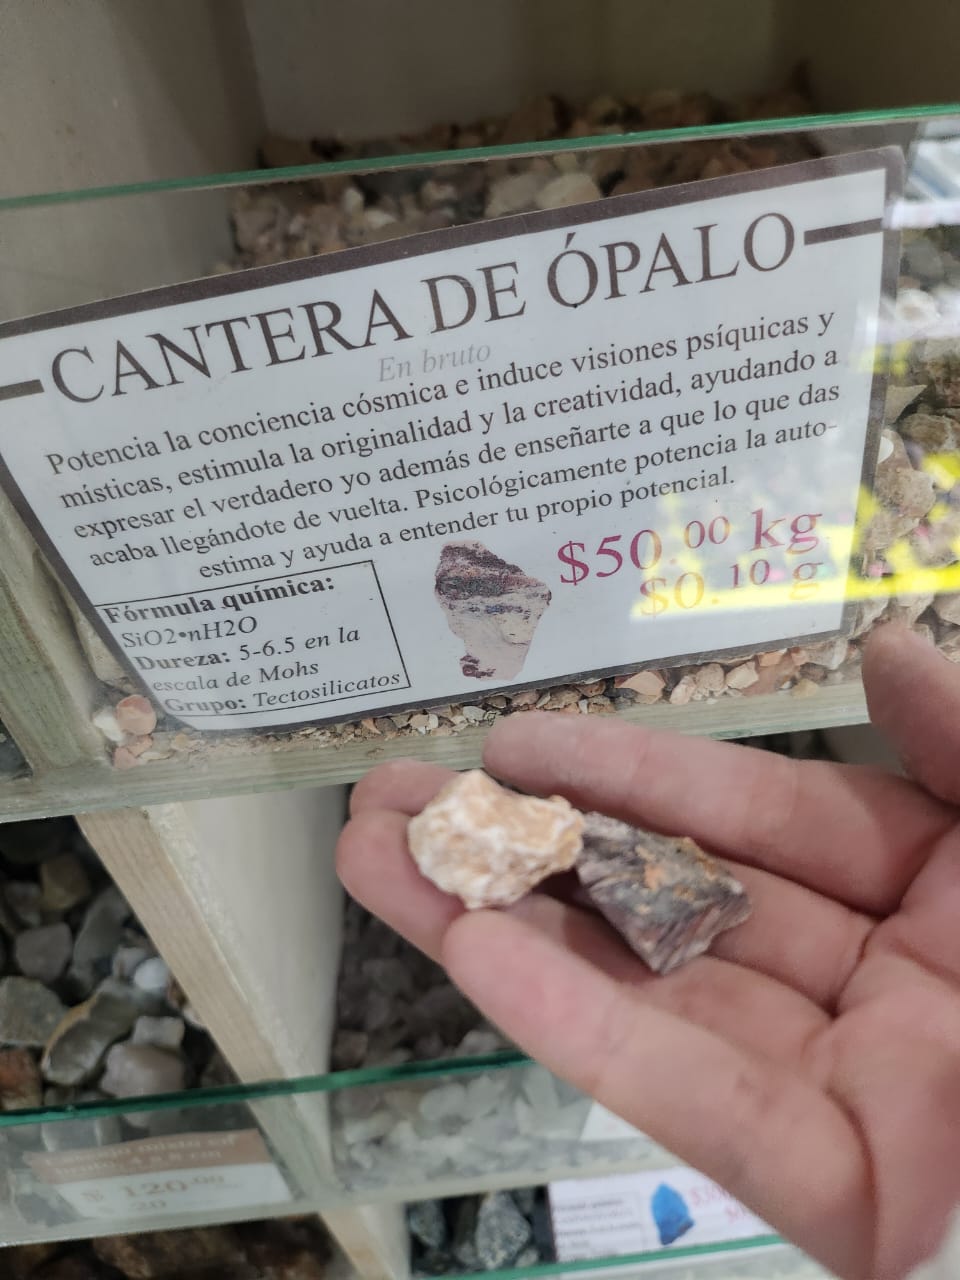 CANTERA DE ÓPALO
En bruto
Potencia la conciencia cósmica e induce visiones psíquicas y
místicas, estimula la originalidad y la creatividad, ayudando a
expresar el verdadero yo además de enseñarte a que lo que das
acaba llegándote de vuelta. Psicológicamente potencia la auto-
estima y ayuda a entender tu propio potencial.
$50.00 kg
$0.10 g
Fórmula química:
SiO2•nH2O
Dureza: 5-6.5 en la
escala de Mohs
Grupo: Tectosilicatos
$ 120.00